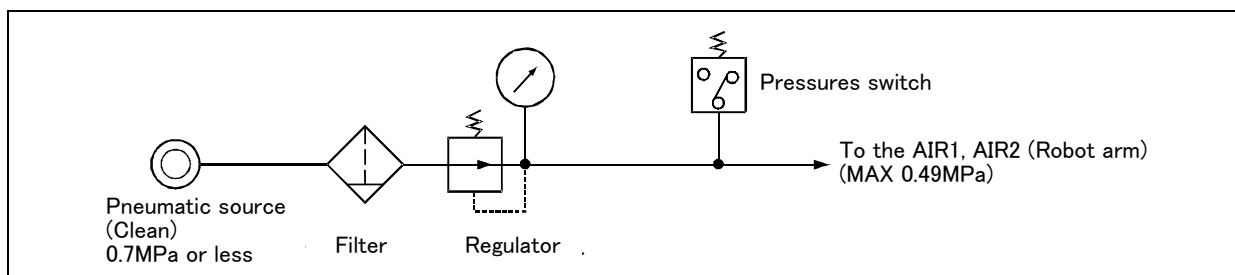 Pressures switch
To the AIR1, AIR2 (Robot arm)
(MAX 0.49MPa)
Pneumatic source
(Clean)
0.7MPa or less
Filter
Regulator